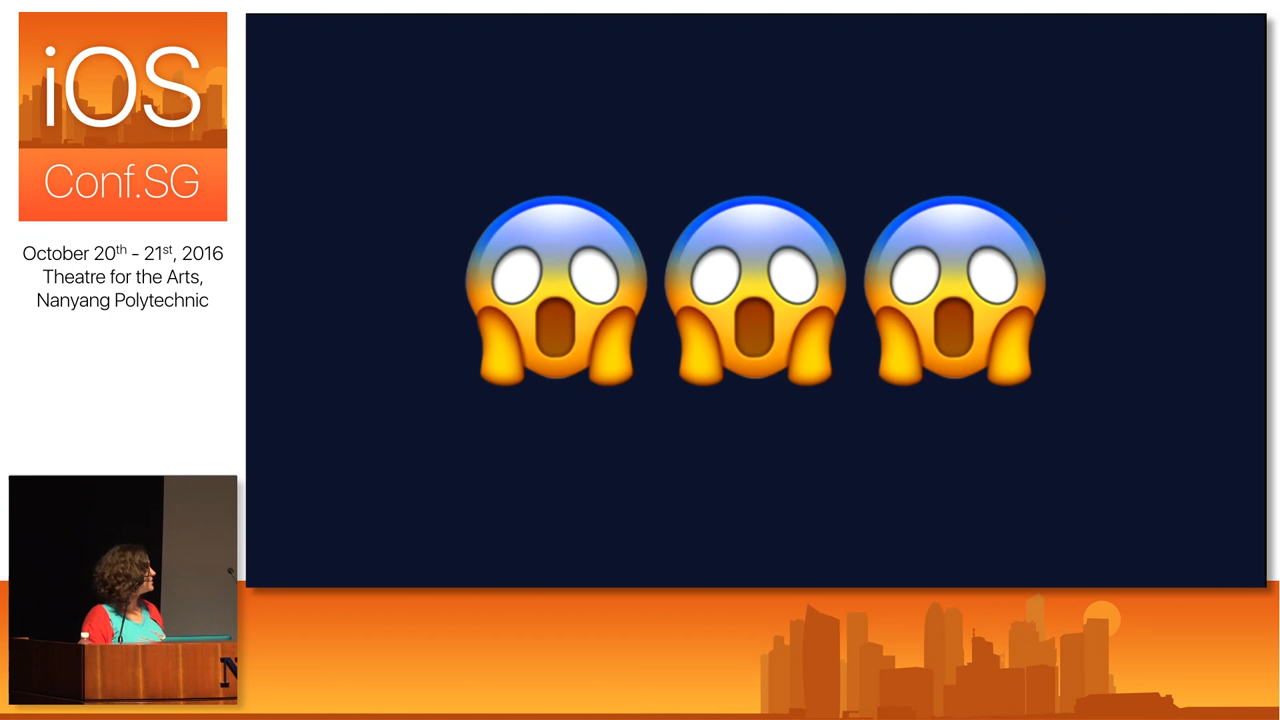 iOS
Conf.SG
October 20th - 21st, 2016
Theatre for the Arts,
Nanyang Polytechnic
N